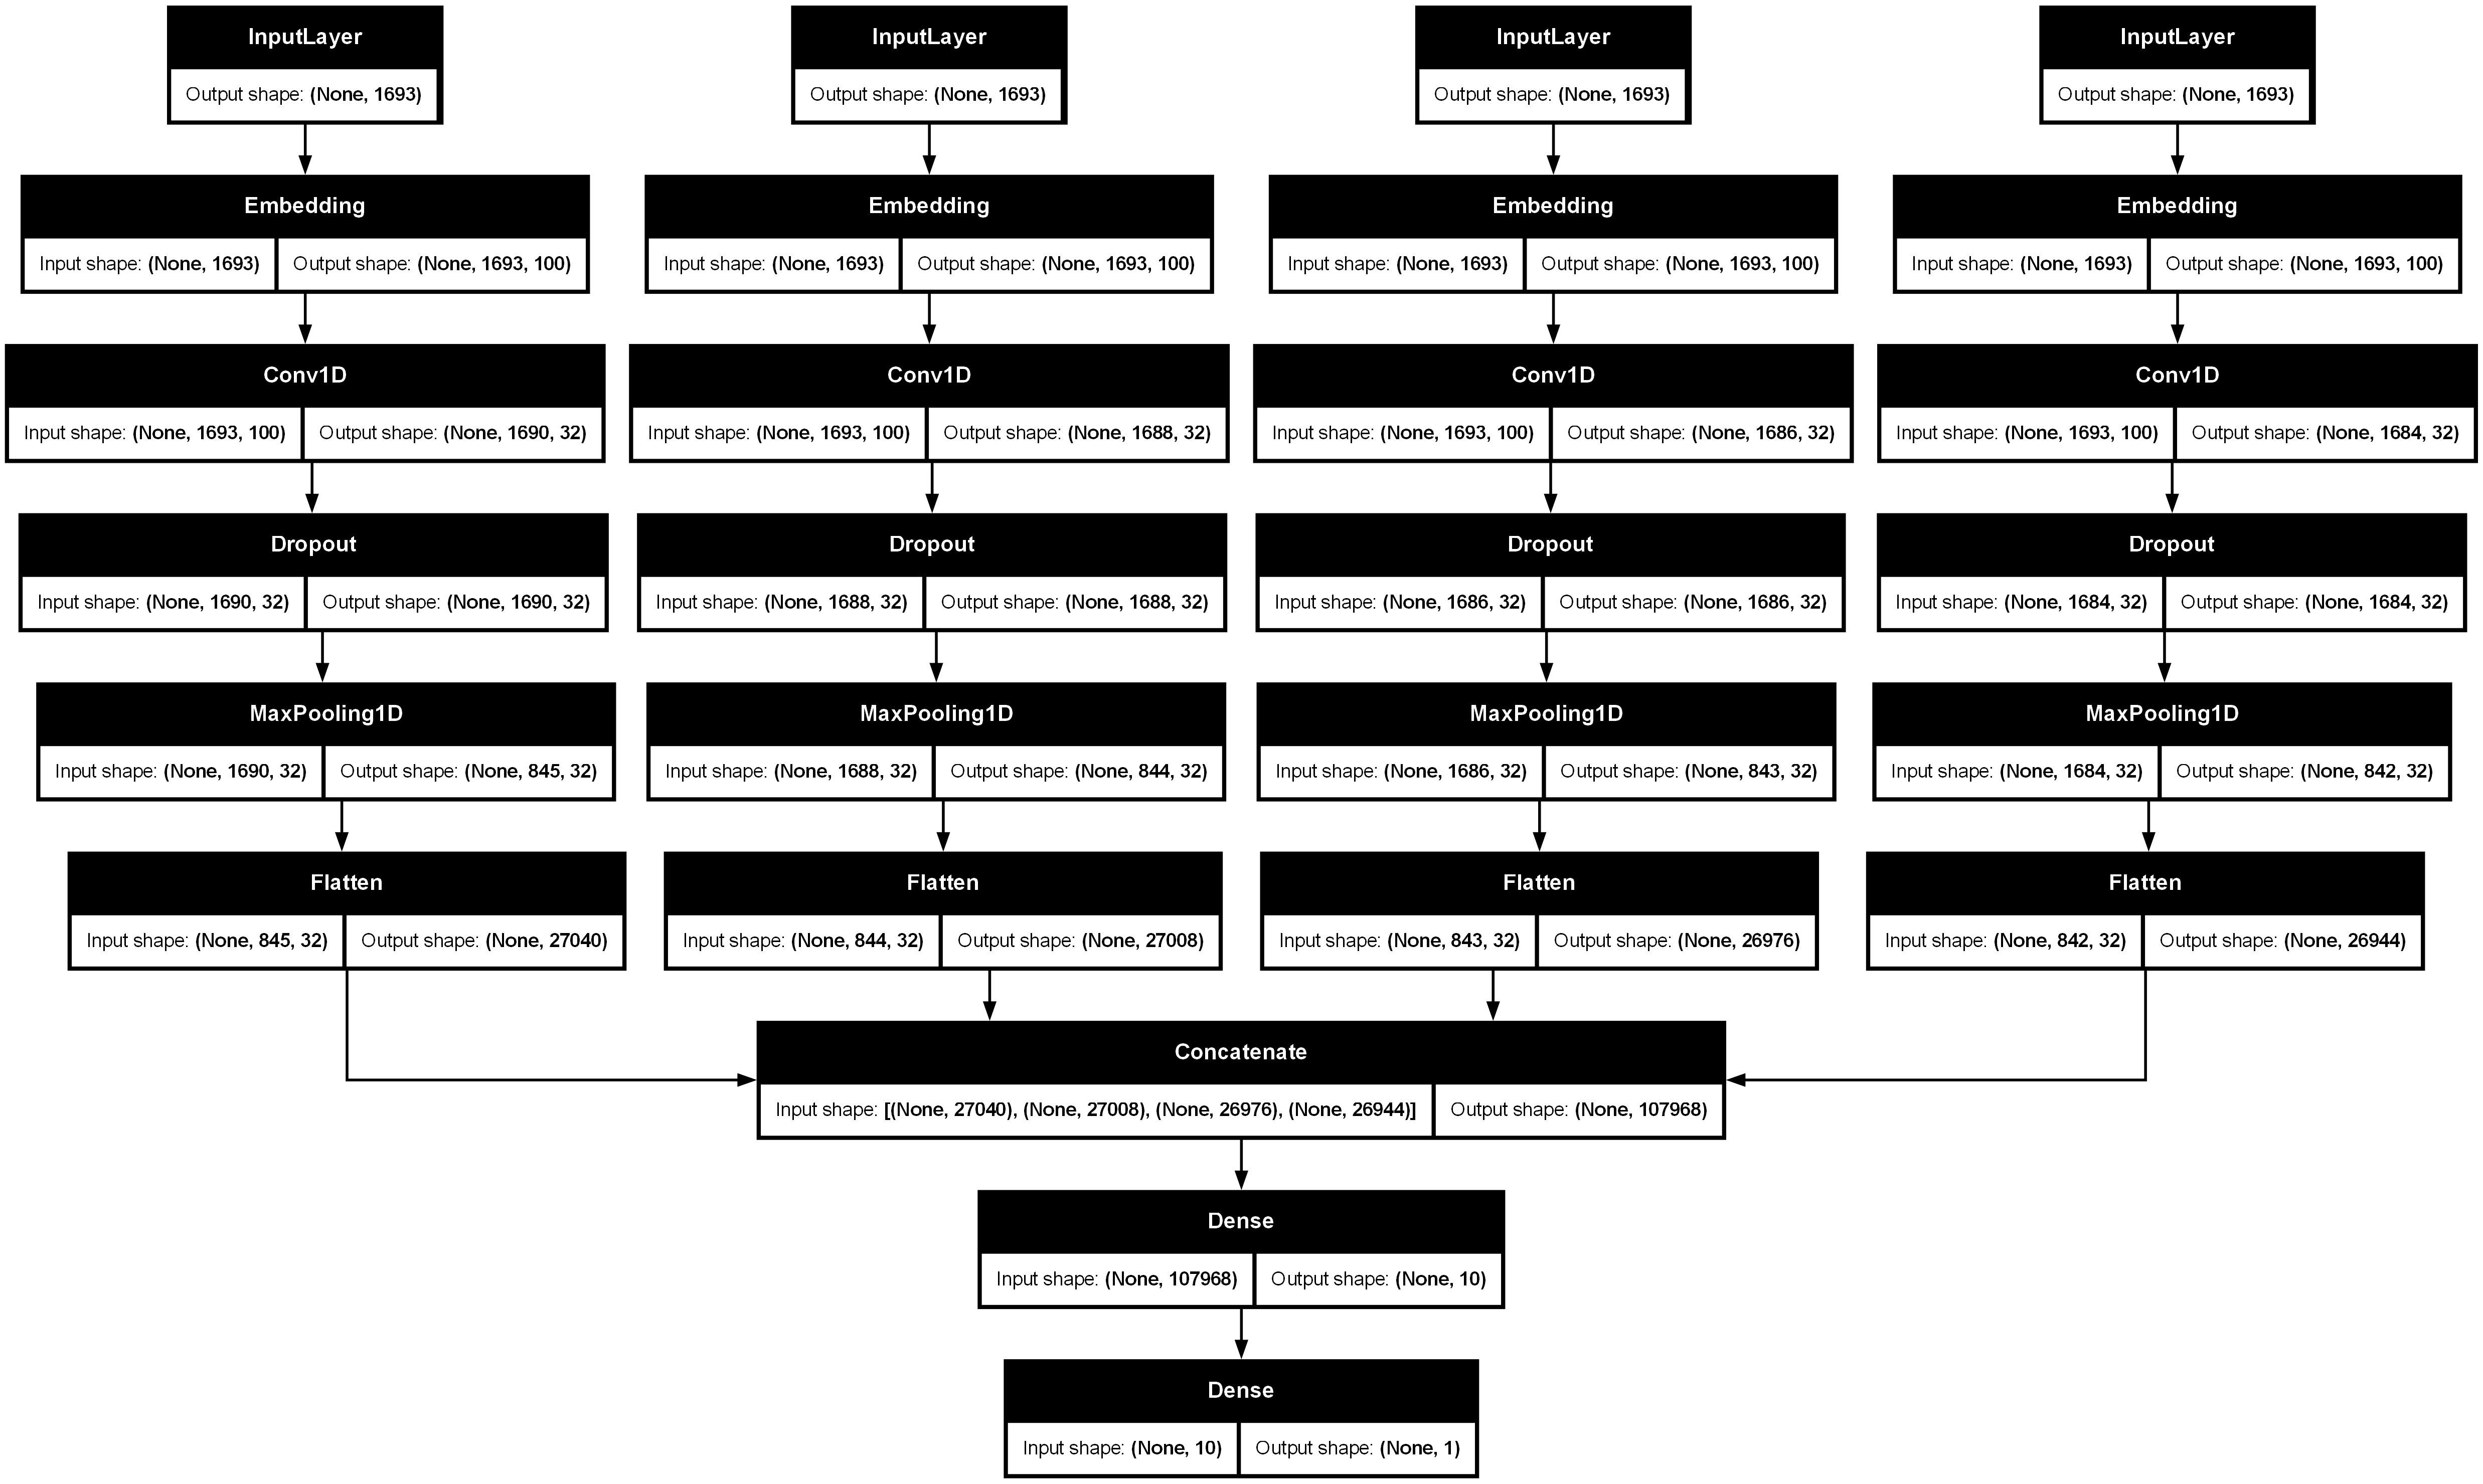 InputLayer
Output shape: (None, 1693)
InputLayer
Output shape: (None, 1693)
InputLayer
Output shape: (None, 1693)
InputLayer
Output shape: (None, 1693)
Embedding
Input shape: (None, 1693) Output shape: (None, 1693, 100)
Embedding
Input shape: (None, 1693) Output shape: (None, 1693, 100)
Embedding
Input shape: (None, 1693) Output shape: (None, 1693, 100)
Embedding
Input shape: (None, 1693) Output shape: (None, 1693, 100)
Conv1D
Input shape: (None, 1693, 100) Output shape: (None, 1690, 32)
Conv1D
Input shape: (None, 1693, 100) Output shape: (None, 1688, 32)
Conv1D
Input shape: (None, 1693, 100) Output shape: (None, 1686, 32)
Conv1D
Input shape: (None, 1693, 100) Output shape: (None, 1684, 32)
Dropout
Input shape: (None, 1690, 32) Output shape: (None, 1690, 32)
Dropout
Input shape: (None, 1688, 32) Output shape: (None, 1688, 32)
Dropout
Input shape: (None, 1686, 32) Output shape: (None, 1686, 32)
Dropout
Input shape: (None, 1684, 32) Output shape: (None, 1684, 32)
MaxPooling1D
Input shape: (None, 1690, 32) Output shape: (None, 845, 32)
MaxPooling1D
Input shape: (None, 1688, 32) Output shape: (None, 844, 32)
MaxPooling1D
Input shape: (None, 1686, 32) Output shape: (None, 843, 32)
MaxPooling1D
Input shape: (None, 1684, 32) Output shape: (None, 842, 32)
Flatten
Input shape: (None, 845, 32) Output shape: (None, 27040)
Flatten
Input shape: (None, 844, 32) Output shape: (None, 27008)
Flatten
Input shape: (None, 843, 32) Output shape: (None, 26976)
Flatten
Input shape: (None, 842, 32) Output shape: (None, 26944)
Concatenate
Input shape: [(None, 27040), (None, 27008), (None, 26976), (None, 26944)] Output shape: (None, 107968)
Dense
Input shape: (None, 107968) Output shape: (None, 10)
Dense
Input shape: (None, 10) Output shape: (None, 1)